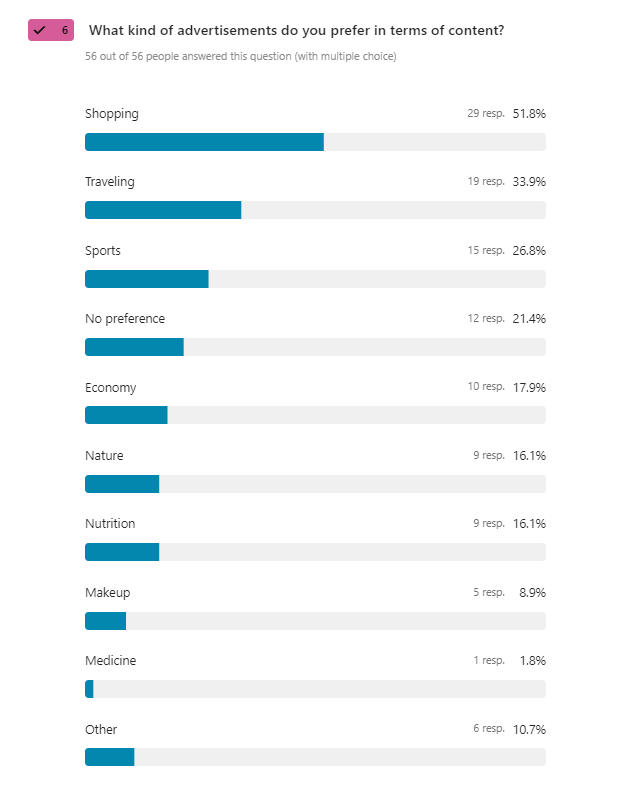 6 What kind of advertisements do you prefer in terms of content?
56 out of 56 people answered this question (with multiple choice)
Shopping 29 resp. 51.8%
Traveling 19 resp. 33.9%
Sports 15 resp. 26.8%
No preference 12 resp. 21.4%
Economy 10 resp. 17.9%
Nature 9 resp. 16.1%
Nutrition 9 resp. 16.1%
Makeup 5 resp. 8.9%
Medicine 1 resp. 1.8%
Other 6 resp. 10.7%